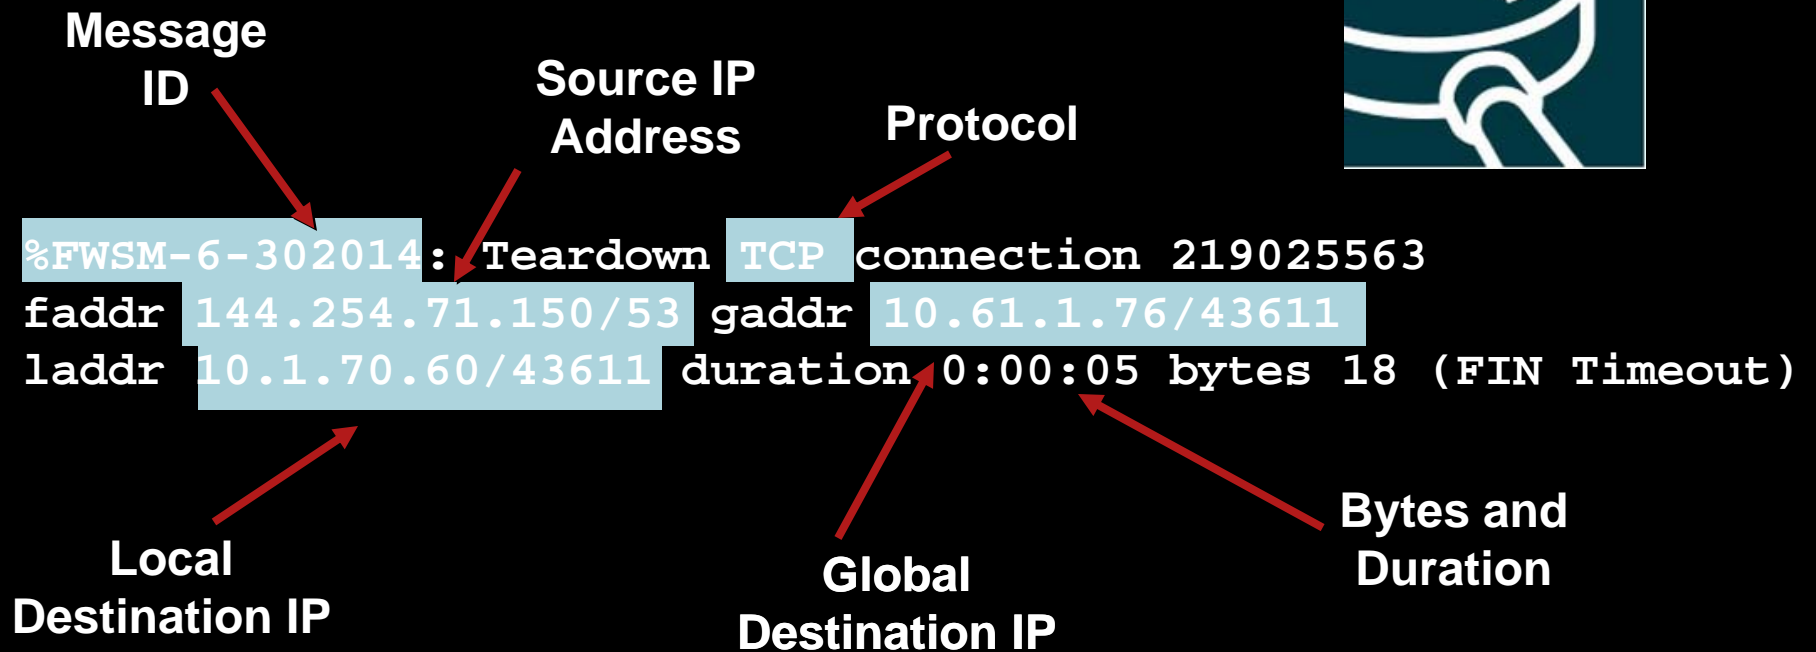 Message
ID
Source IP
Address
Protocol
%FWSM-6-302014: Teardown TCP connection 219025563
faddr 144.254.71.150/53 gaddr 10.61.1.76/43611
laddr 10.1.70.60/43611 duration 0:00:05 bytes 18 (FIN Timeout)
Local
Destination IP
Global
Destination IP
Bytes and
Duration